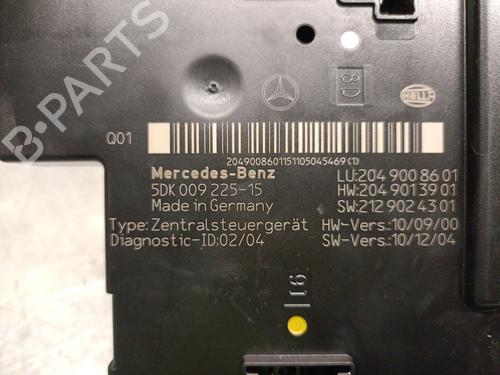 B-PARTS
8D
HELLA
Q01
2049008601151105045469(1)
Mercedes-Benz
5DK 009 225-15
Made in Germany
Type: Zentralsteuergerät
Diagnostic-ID:02/04
LU:204 900 86 01
HW:204 901 39 01
SW:212 902 43 01
HW-Vers.:10/09/00
SW-Vers.:10/12/04